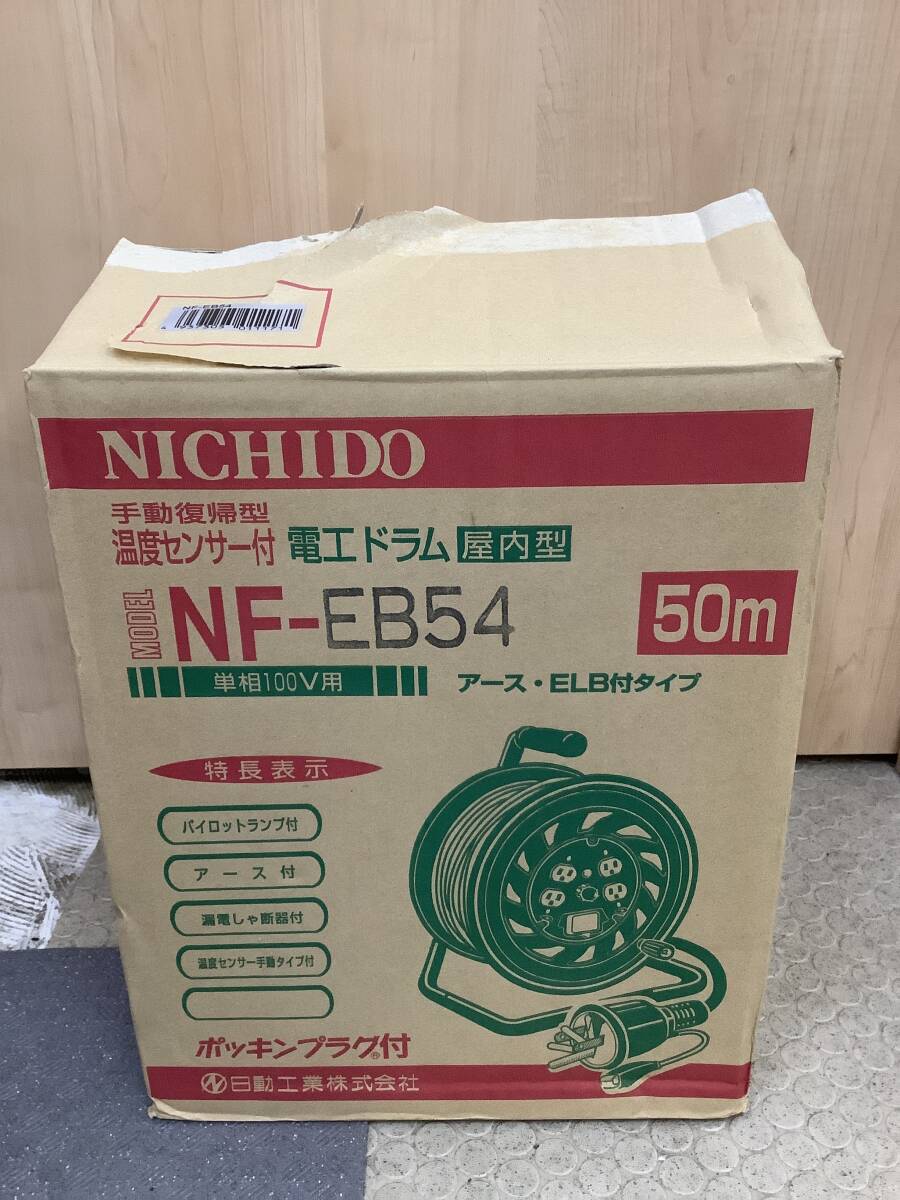 NF-EB54
NICHIDO
手動復帰型
温度センサー付 電工ドラム 屋内型
MODEL NF-EB54 50m
単相100V用 アース・ELB付タイプ
特長表示
パイロットランプ付
アース付
漏電しゃ断器付
温度センサー手動タイプ付
ポッキンプラグ®付
日動工業株式会社